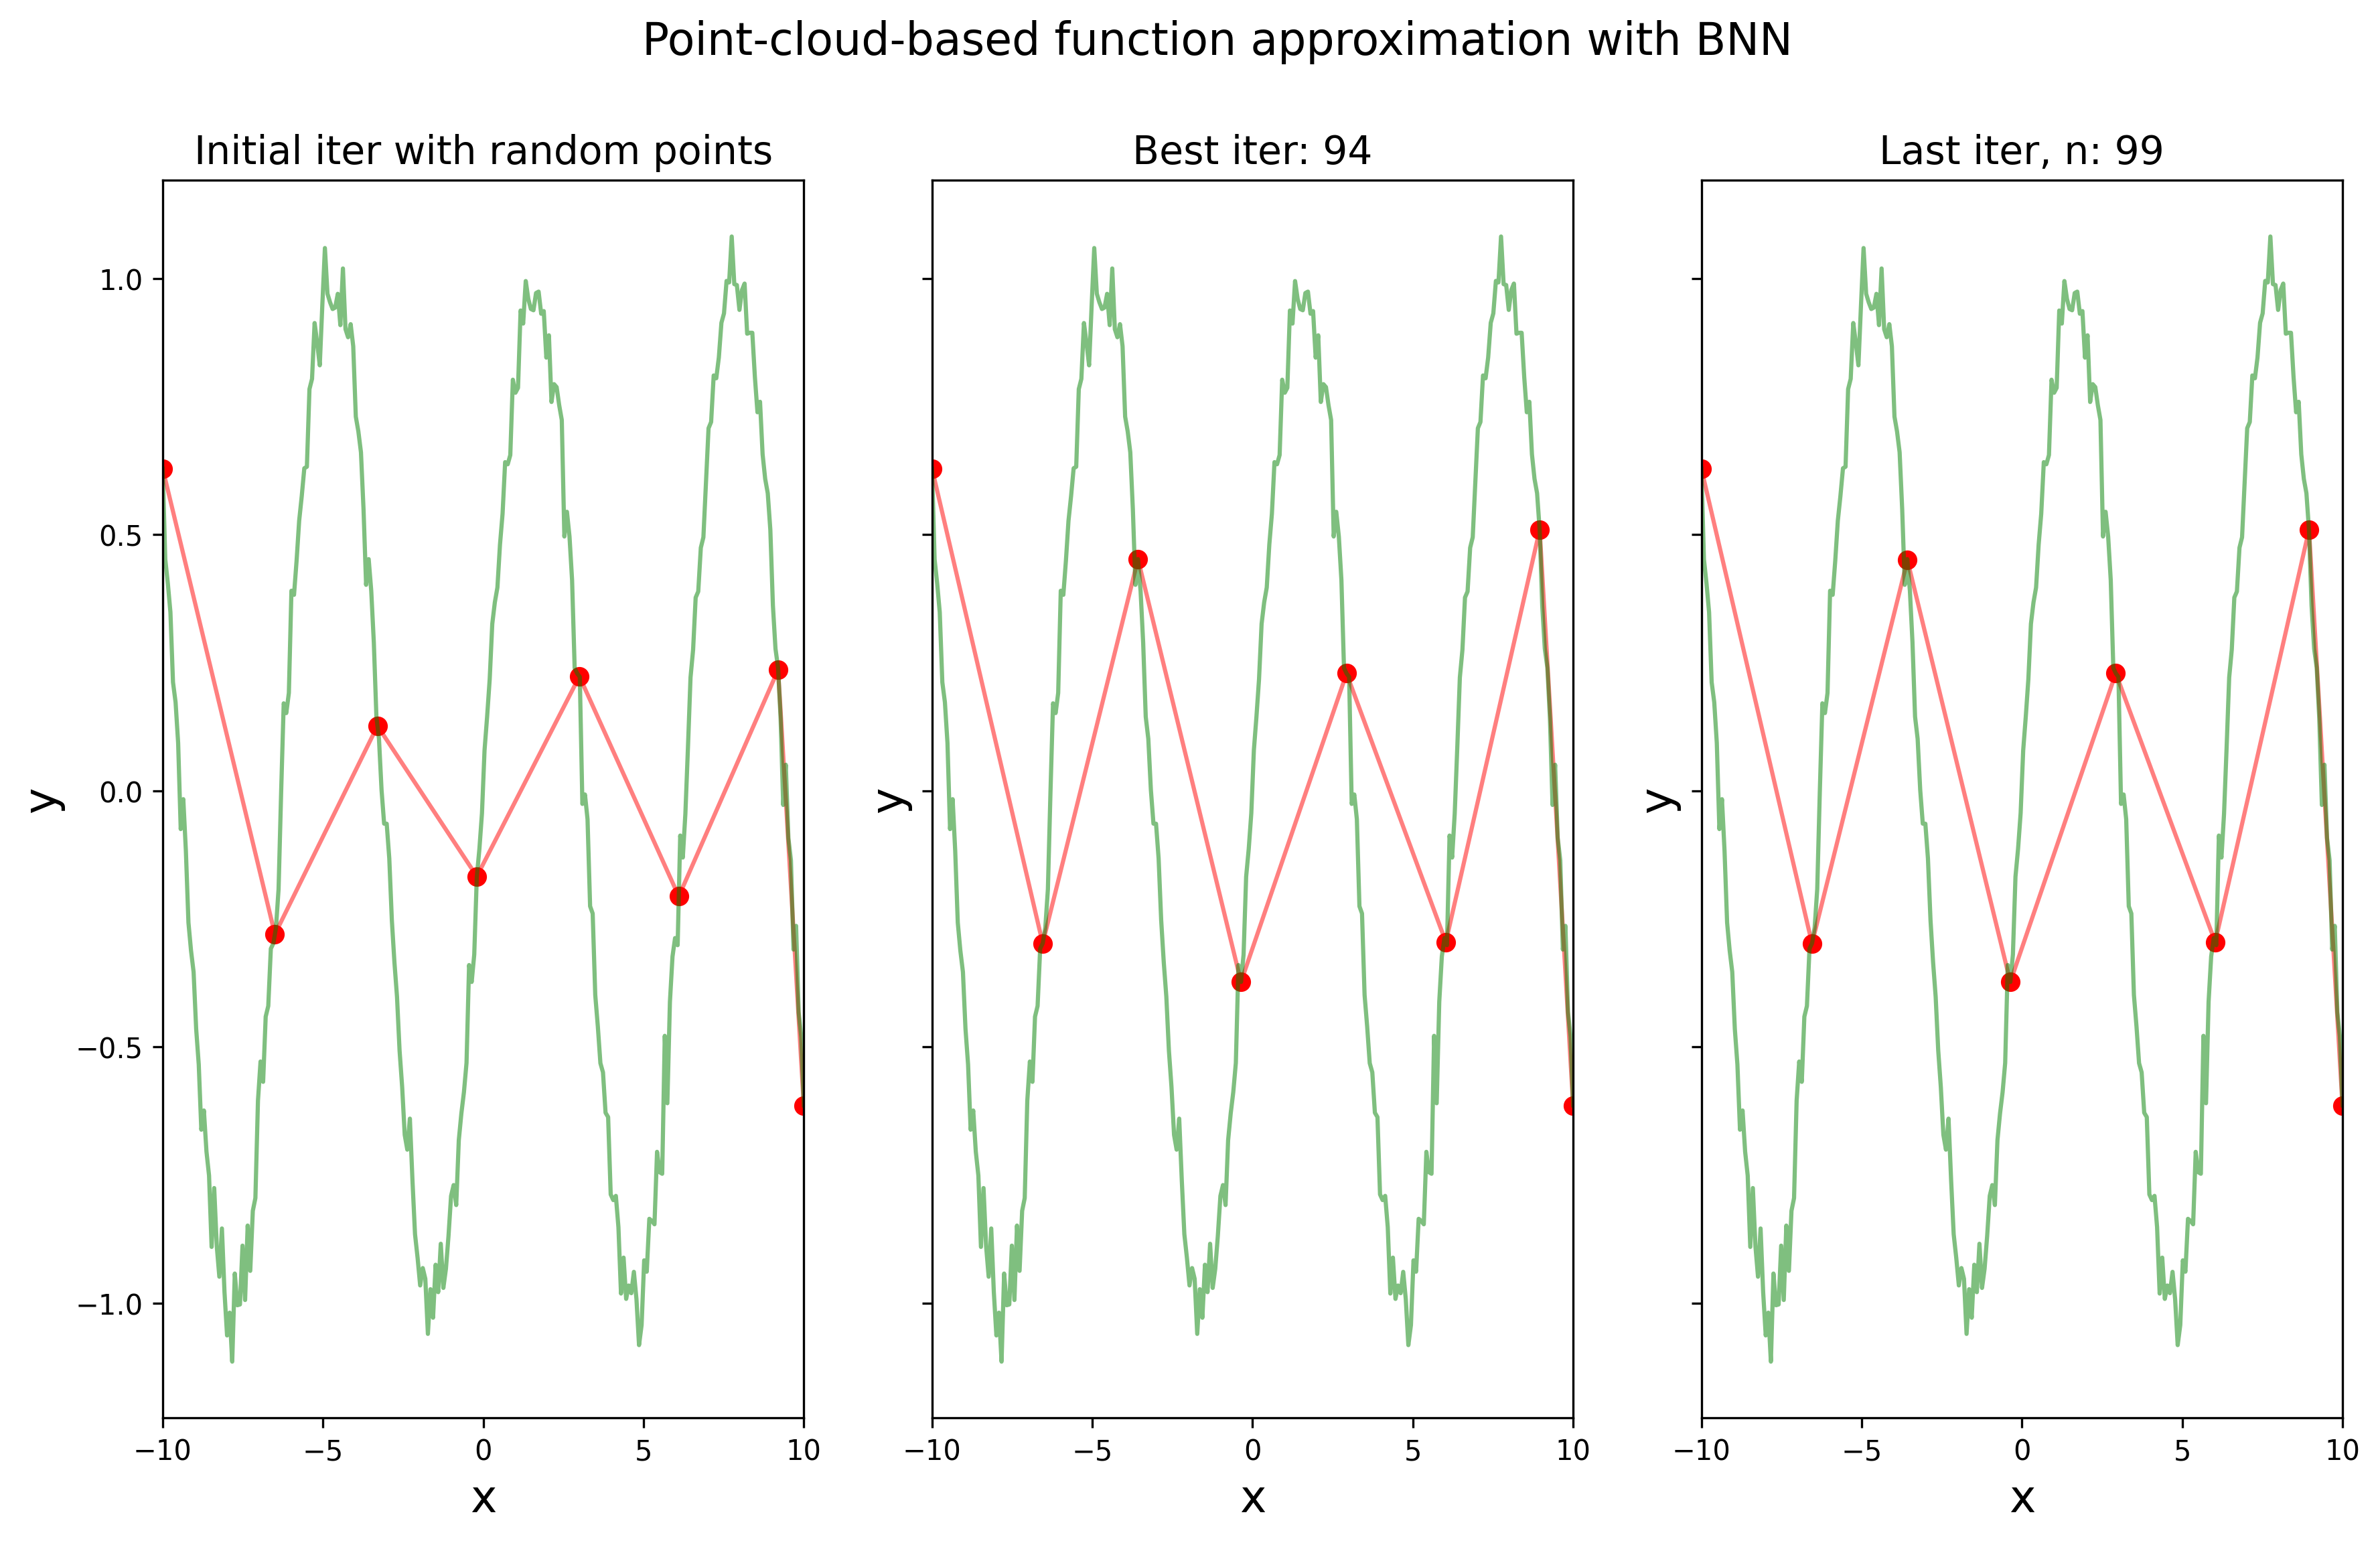 Point-cloud-based function approximation with BNN
Initial iter with random points
Best iter: 94
Last iter, n: 99
1.0
0.5
0.0
−0.5
−1.0
y
y
y
−10 −5 0 5 10
−10 −5 0 5 10
−10 −5 0 5 10
x
x
x